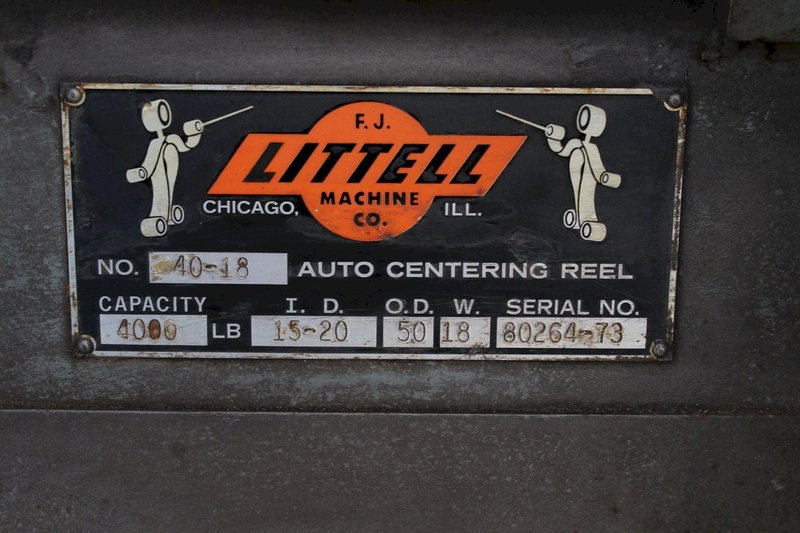 F. J.
LITTELL
MACHINE
CHICAGO, CO. ILL.
NO. 40-18 AUTO CENTERING REEL
CAPACITY I. D. O.D. W. SERIAL NO.
4000 LB 15-20 50 18 80264-73